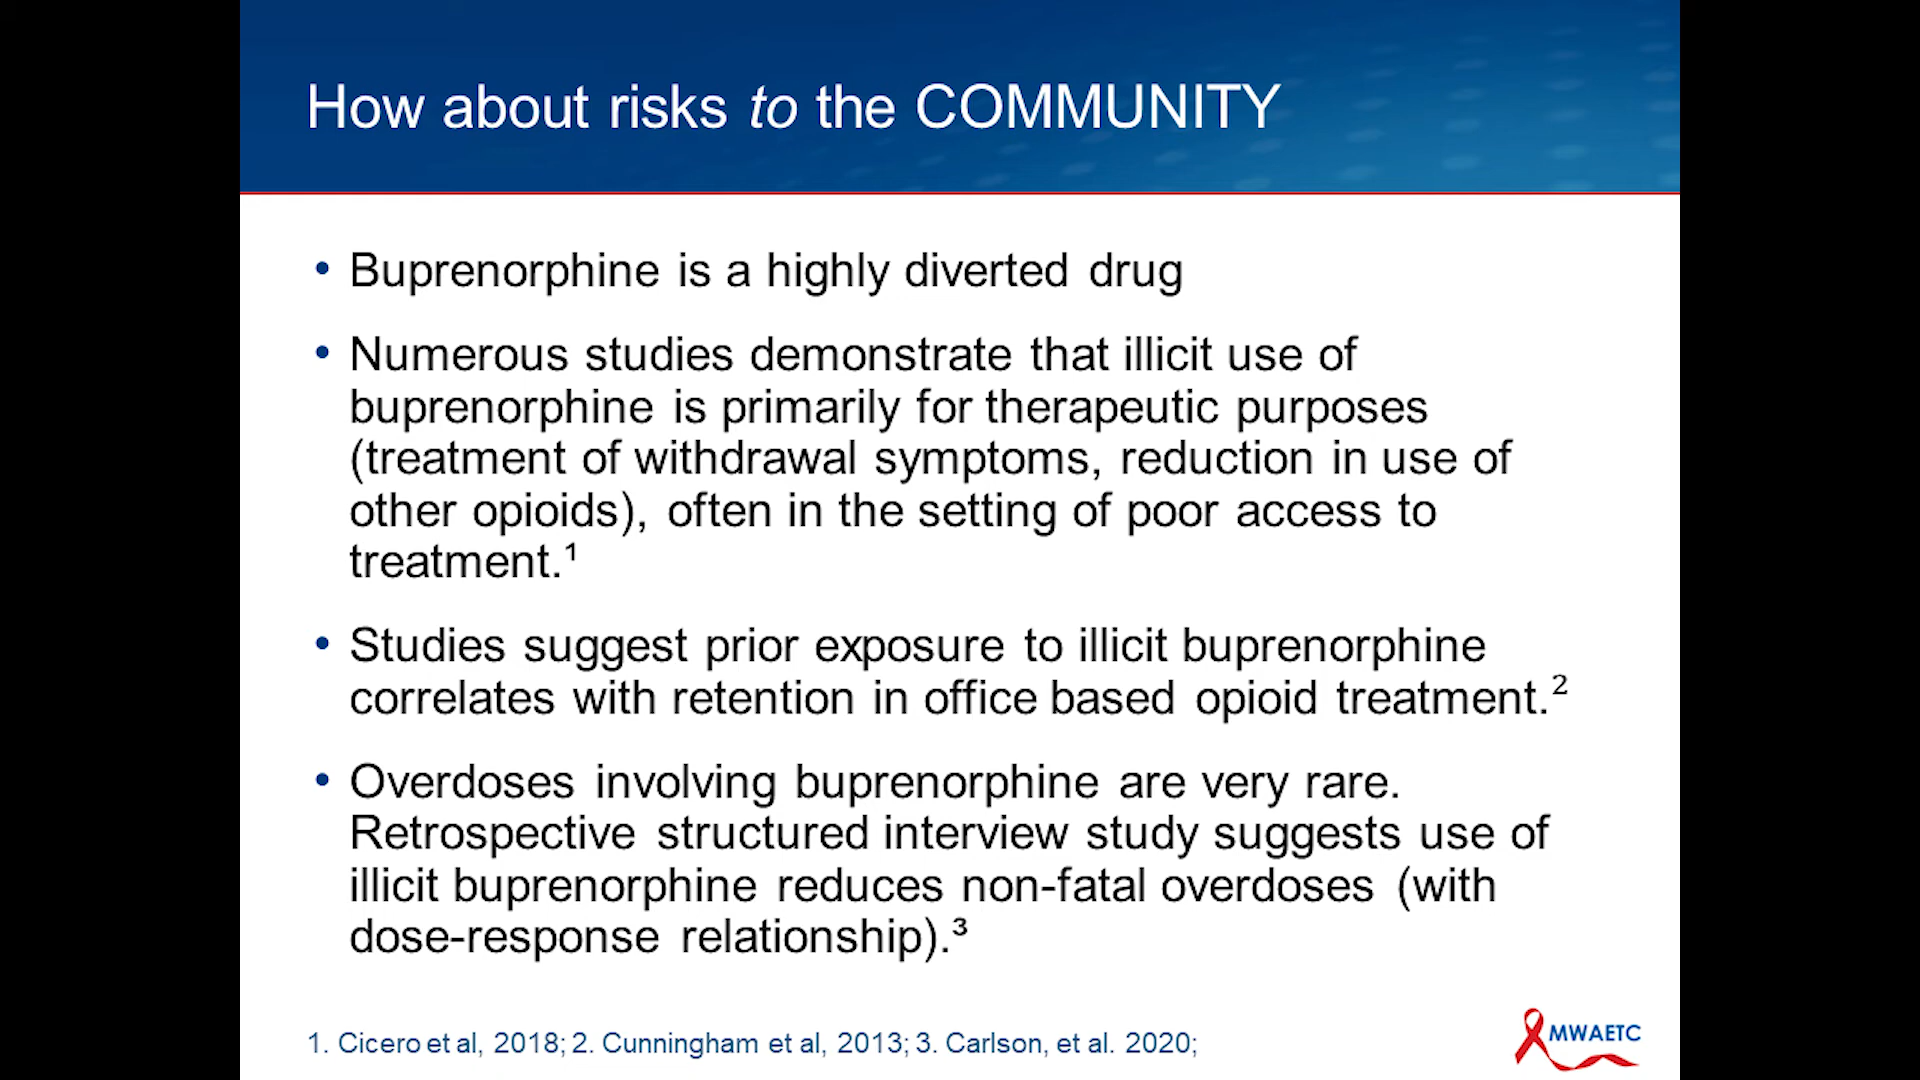 How about risks to the COMMUNITY
• Buprenorphine is a highly diverted drug
• Numerous studies demonstrate that illicit use of
buprenorphine is primarily for therapeutic purposes
(treatment of withdrawal symptoms, reduction in use of
other opioids), often in the setting of poor access to
treatment.¹
• Studies suggest prior exposure to illicit buprenorphine
correlates with retention in office based opioid treatment.²
• Overdoses involving buprenorphine are very rare.
Retrospective structured interview study suggests use of
illicit buprenorphine reduces non-fatal overdoses (with
dose-response relationship).³
1. Cicero et al, 2018; 2. Cunningham et al, 2013; 3. Carlson, et al. 2020;
MWAETC